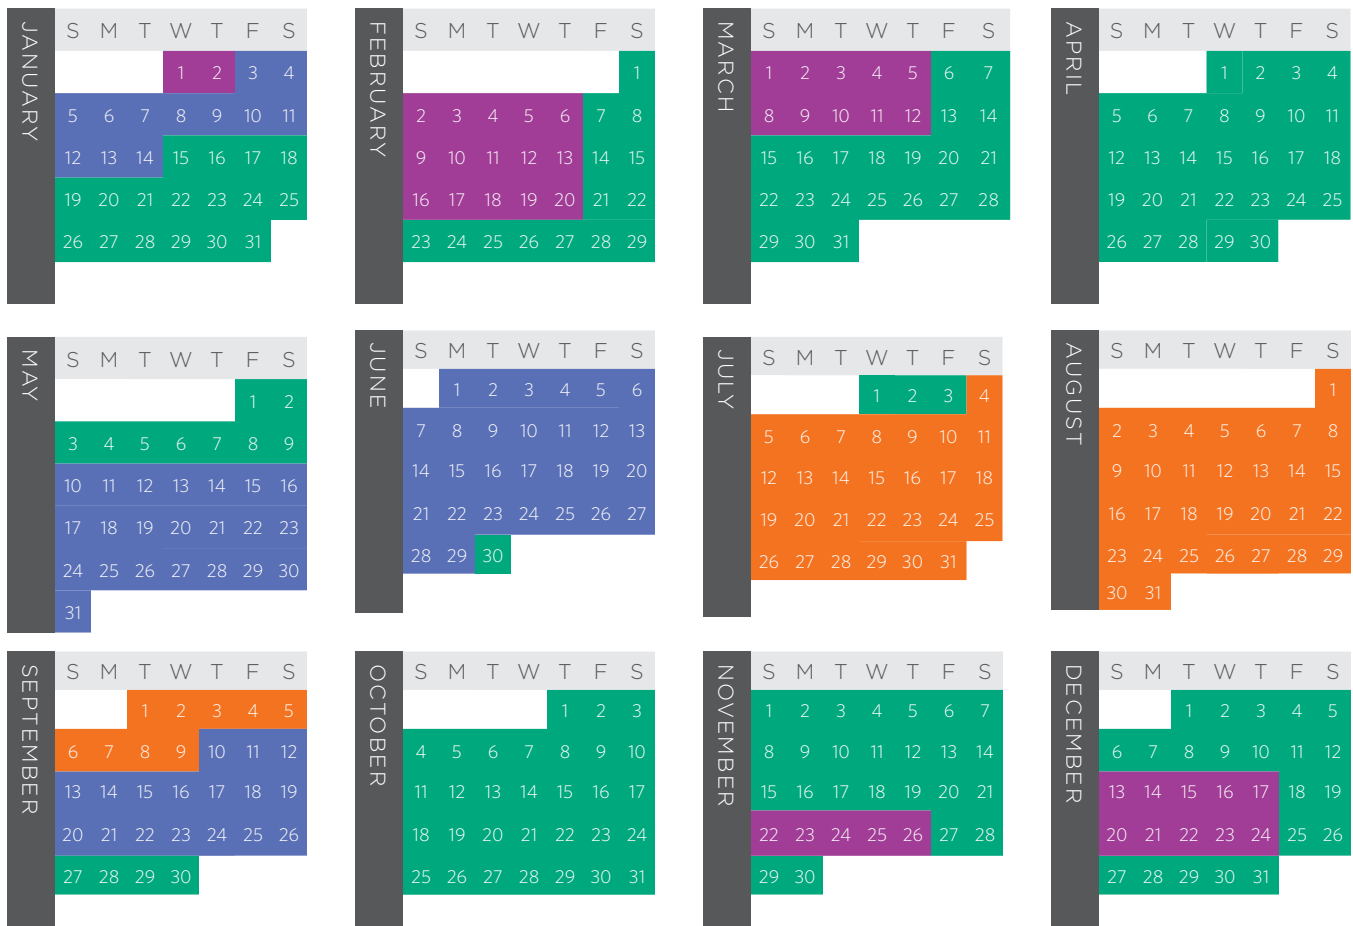 JANUARY
S M T W T F S
1 2 3 4
5 6 7 8 9 10 11
12 13 14 15 16 17 18
19 20 21 22 23 24 25
26 27 28 29 30 31
FEBRUARY
S M T W T F S
1
2 3 4 5 6 7 8
9 10 11 12 13 14 15
16 17 18 19 20 21 22
23 24 25 26 27 28 29
MARCH
S M T W T F S
1 2 3 4 5 6 7
8 9 10 11 12 13 14
15 16 17 18 19 20 21
22 23 24 25 26 27 28
29 30 31
APRIL
S M T W T F S
1 2 3 4
5 6 7 8 9 10 11
12 13 14 15 16 17 18
19 20 21 22 23 24 25
26 27 28 29 30
MAY
S M T W T F S
1 2
3 4 5 6 7 8 9
10 11 12 13 14 15 16
17 18 19 20 21 22 23
24 25 26 27 28 29 30
31
JUNE
S M T W T F S
1 2 3 4 5 6
7 8 9 10 11 12 13
14 15 16 17 18 19 20
21 22 23 24 25 26 27
28 29 30
JULY
S M T W T F S
1 2 3 4
5 6 7 8 9 10 11
12 13 14 15 16 17 18
19 20 21 22 23 24 25
26 27 28 29 30 31
AUGUST
S M T W T F S
1
2 3 4 5 6 7 8
9 10 11 12 13 14 15
16 17 18 19 20 21 22
23 24 25 26 27 28 29
30 31
SEPTEMBER
S M T W T F S
1 2 3 4 5
6 7 8 9 10 11 12
13 14 15 16 17 18 19
20 21 22 23 24 25 26
27 28 29 30
OCTOBER
S M T W T F S
1 2 3
4 5 6 7 8 9 10
11 12 13 14 15 16 17
18 19 20 21 22 23 24
25 26 27 28 29 30 31
NOVEMBER
S M T W T F S
1 2 3 4 5 6 7
8 9 10 11 12 13 14
15 16 17 18 19 20 21
22 23 24 25 26 27 28
29 30
DECEMBER
S M T W T F S
1 2 3 4 5
6 7 8 9 10 11 12
13 14 15 16 17 18 19
20 21 22 23 24 25 26
27 28 29 30 31